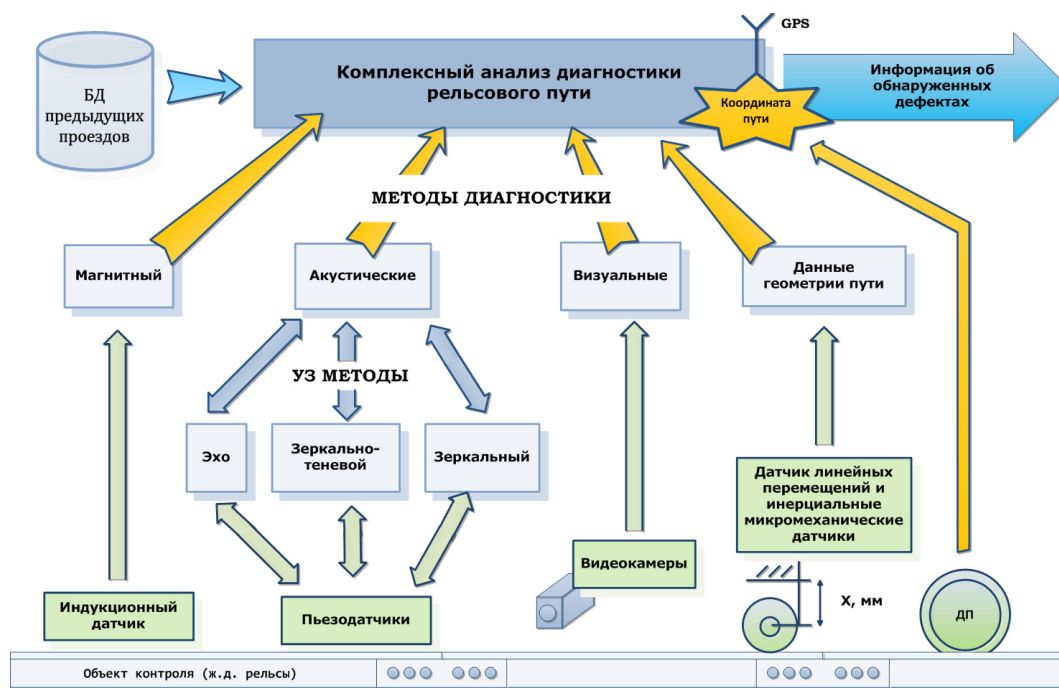 GPS
БД
предыдущих
проездов
Комплексный анализ диагностики
рельсового пути
Координата
пути
Информация об
обнаруженных
дефектах
МЕТОДЫ ДИАГНОСТИКИ
Магнитный
Акустические
Визуальные
Данные
геометрии пути
УЗ МЕТОДЫ
Эхо
Зеркально-
теневой
Зеркальный
Датчик линейных
перемещений и
инерциальные
микромеханические
датчики
Индукционный
датчик
Пьезодатчики
Видеокамеры
X, мм
ДП
Объект контроля (ж.д. рельсы)